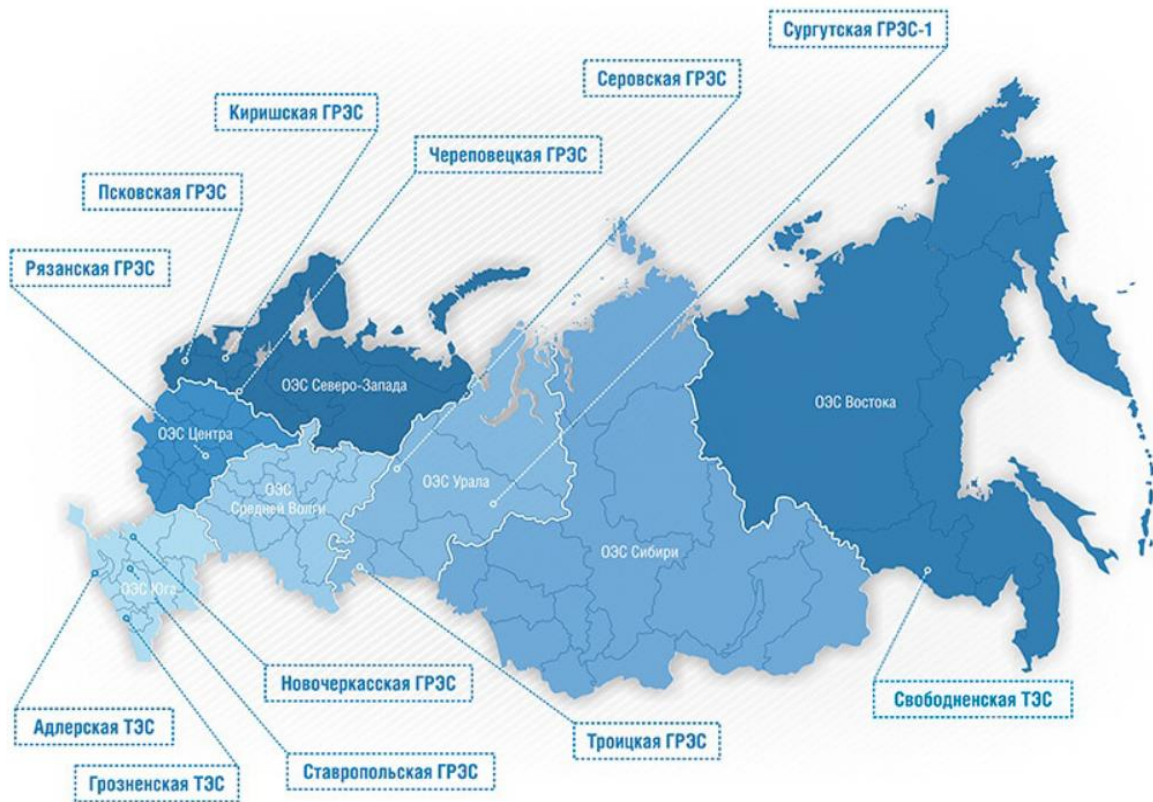 Сургутская ГРЭС-1
Серовская ГРЭС
Киришская ГРЭС
Череповецкая ГРЭС
Псковская ГРЭС
Рязанская ГРЭС
ОЭС Северо-Запада
ОЭС Востока
ОЭС Центра
ОЭС Урала
ОЭС
Средней Волги
ОЭС Сибири
ОЭС Юга
Новочеркасская ГРЭС
Свободненская ТЭС
Адлерская ТЭС
Троицкая ГРЭС
Ставропольская ГРЭС
Грозненская ТЭС